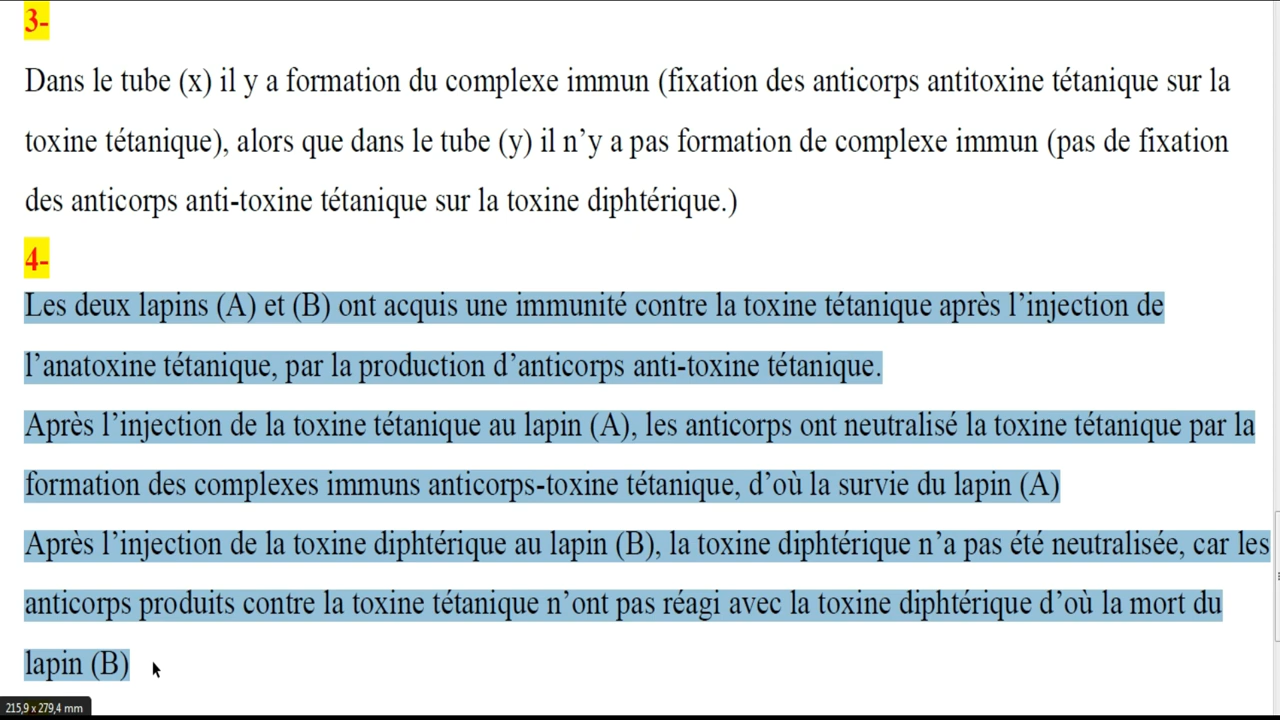 3-
Dans le tube (x) il y a formation du complexe immun (fixation des anticorps antitoxine tétanique sur la
toxine tétanique), alors que dans le tube (y) il n’y a pas formation de complexe immun (pas de fixation
des anticorps anti-toxine tétanique sur la toxine diphtérique.)
4-
Les deux lapins (A) et (B) ont acquis une immunité contre la toxine tétanique après l’injection de
l’anatoxine tétanique, par la production d’anticorps anti-toxine tétanique.
Après l’injection de la toxine tétanique au lapin (A), les anticorps ont neutralisé la toxine tétanique par la
formation des complexes immuns anticorps-toxine tétanique, d’où la survie du lapin (A)
Après l’injection de la toxine diphtérique au lapin (B), la toxine diphtérique n’a pas été neutralisée, car les
anticorps produits contre la toxine tétanique n’ont pas réagi avec la toxine diphtérique d’où la mort du
lapin (B)
215,9 x 279,4 mm